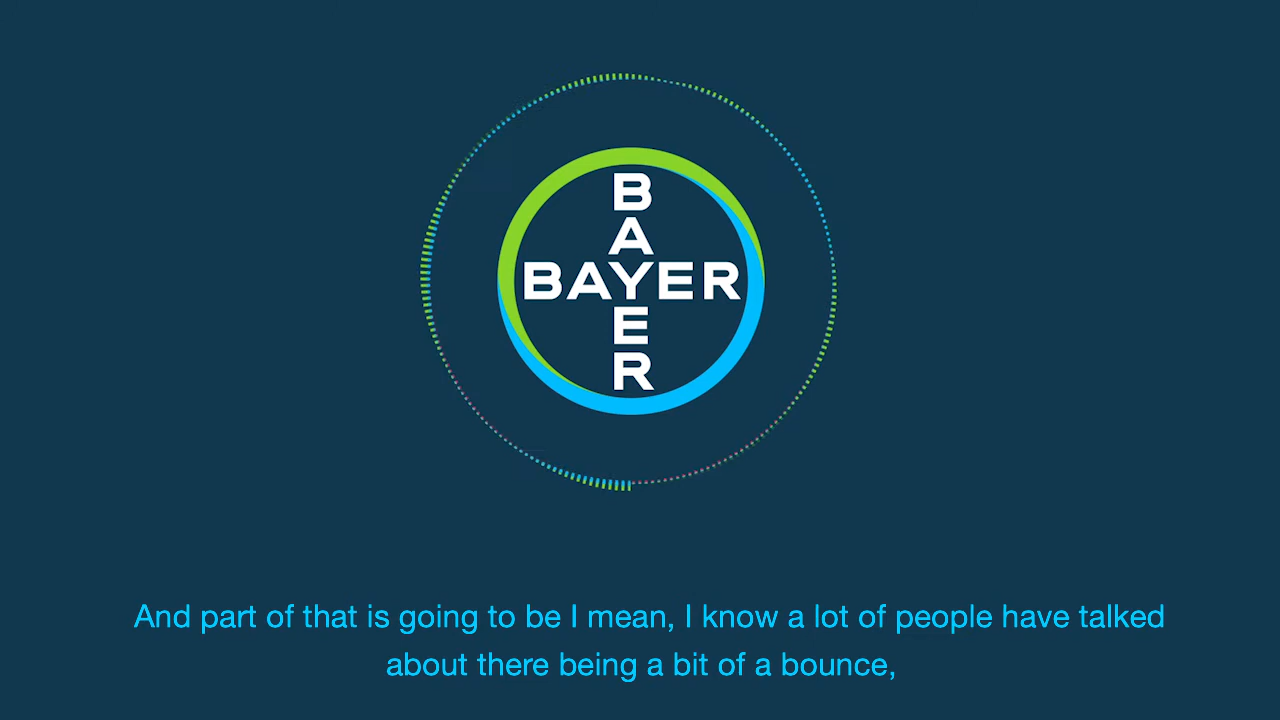 BAYER
BAYER
And part of that is going to be I mean, I know a lot of people have talked
about there being a bit of a bounce,